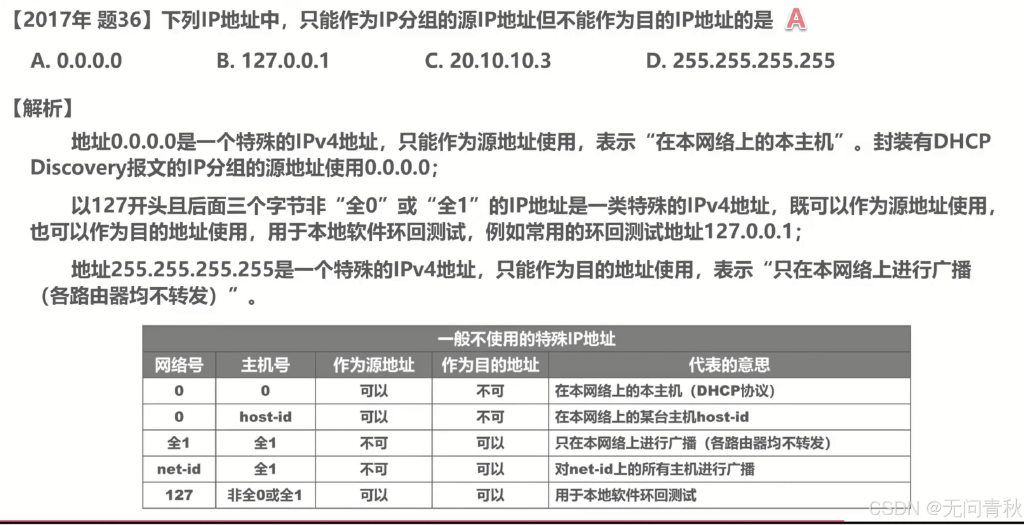 【2017年 题36】下列IP地址中，只能作为IP分组的源IP地址但不能作为目的IP地址的是 A
A. 0.0.0.0 B. 127.0.0.1 C. 20.10.10.3 D. 255.255.255.255
【解析】
地址0.0.0.0是一个特殊的IPv4地址，只能作为源地址使用，表示“在本网络上的本主机”。封装有DHCP
Discovery报文的IP分组的源地址使用0.0.0.0；
以127开头且后面三个字节非“全0”或“全1”的IP地址是一类特殊的IPv4地址，既可以作为源地址使用，
也可以作为目的地址使用，用于本地软件环回测试，例如常用的环回测试地址127.0.0.1；
地址255.255.255.255是一个特殊的IPv4地址，只能作为目的地址使用，表示“只在本网络上进行广播
（各路由器均不转发）”。
一般不使用的特殊IP地址
网络号 主机号 作为源地址 作为目的地址 代表的意思
0 0 可以 不可 在本网络上的本主机（DHCP协议）
0 host-id 可以 不可 在本网络上的某台主机host-id
全1 全1 不可 可以 只在本网络上进行广播（各路由器均不转发）
net-id 全1 不可 可以 对net-id上的所有主机进行广播
127 非全0或全1 可以 可以 用于本地软件环回测试
CSDN @无问青秋